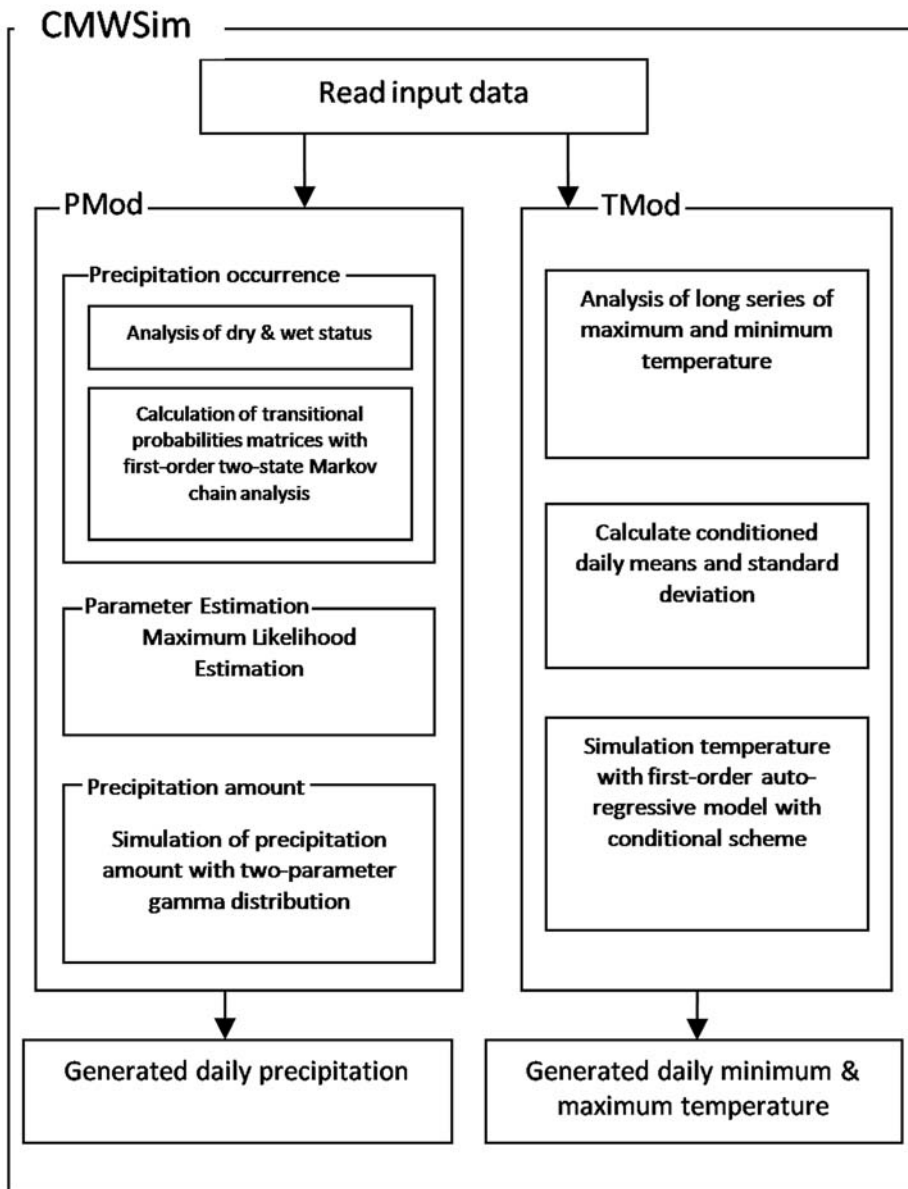 CMWSim
Read input data
PMod
Precipitation occurrence
Analysis of dry & wet status
Calculation of transitional
probabilities matrices with
first-order two-state Markov
chain analysis
Parameter Estimation
Maximum Likelihood
Estimation
Precipitation amount
Simulation of precipitation
amount with two-parameter
gamma distribution
Generated daily precipitation
TMod
Analysis of long series of
maximum and minimum
temperature
Calculate conditioned
daily means and standard
deviation
Simulation temperature
with first-order auto-
regressive model with
conditional scheme
Generated daily minimum &
maximum temperature